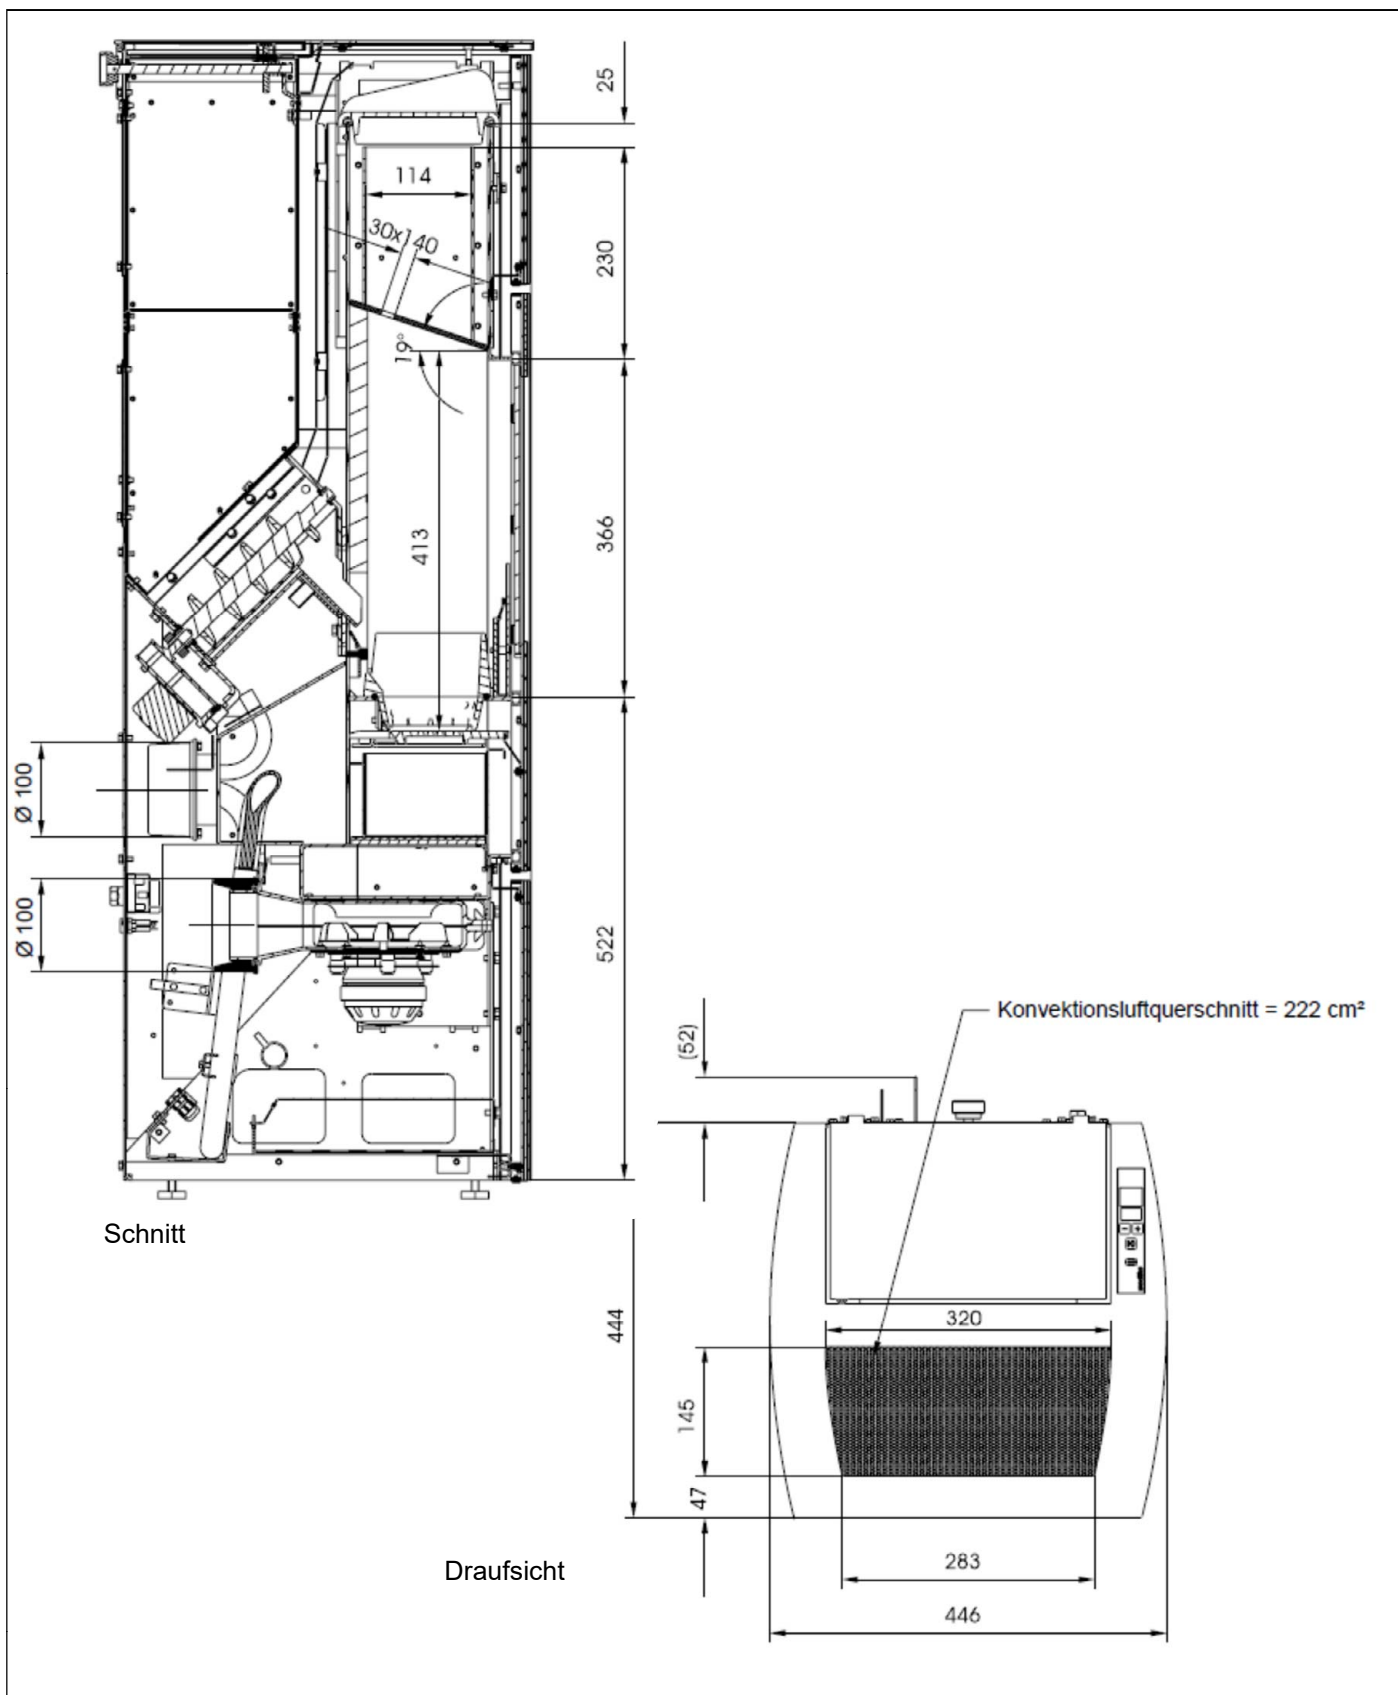 25
114
30x140
230
19°
366
413
Ø 100
Ø 100
522
Konvektionsluftquerschnitt = 222 cm²
(52)
Schnitt
- +
320
444
145
47
Draufsicht
283
446